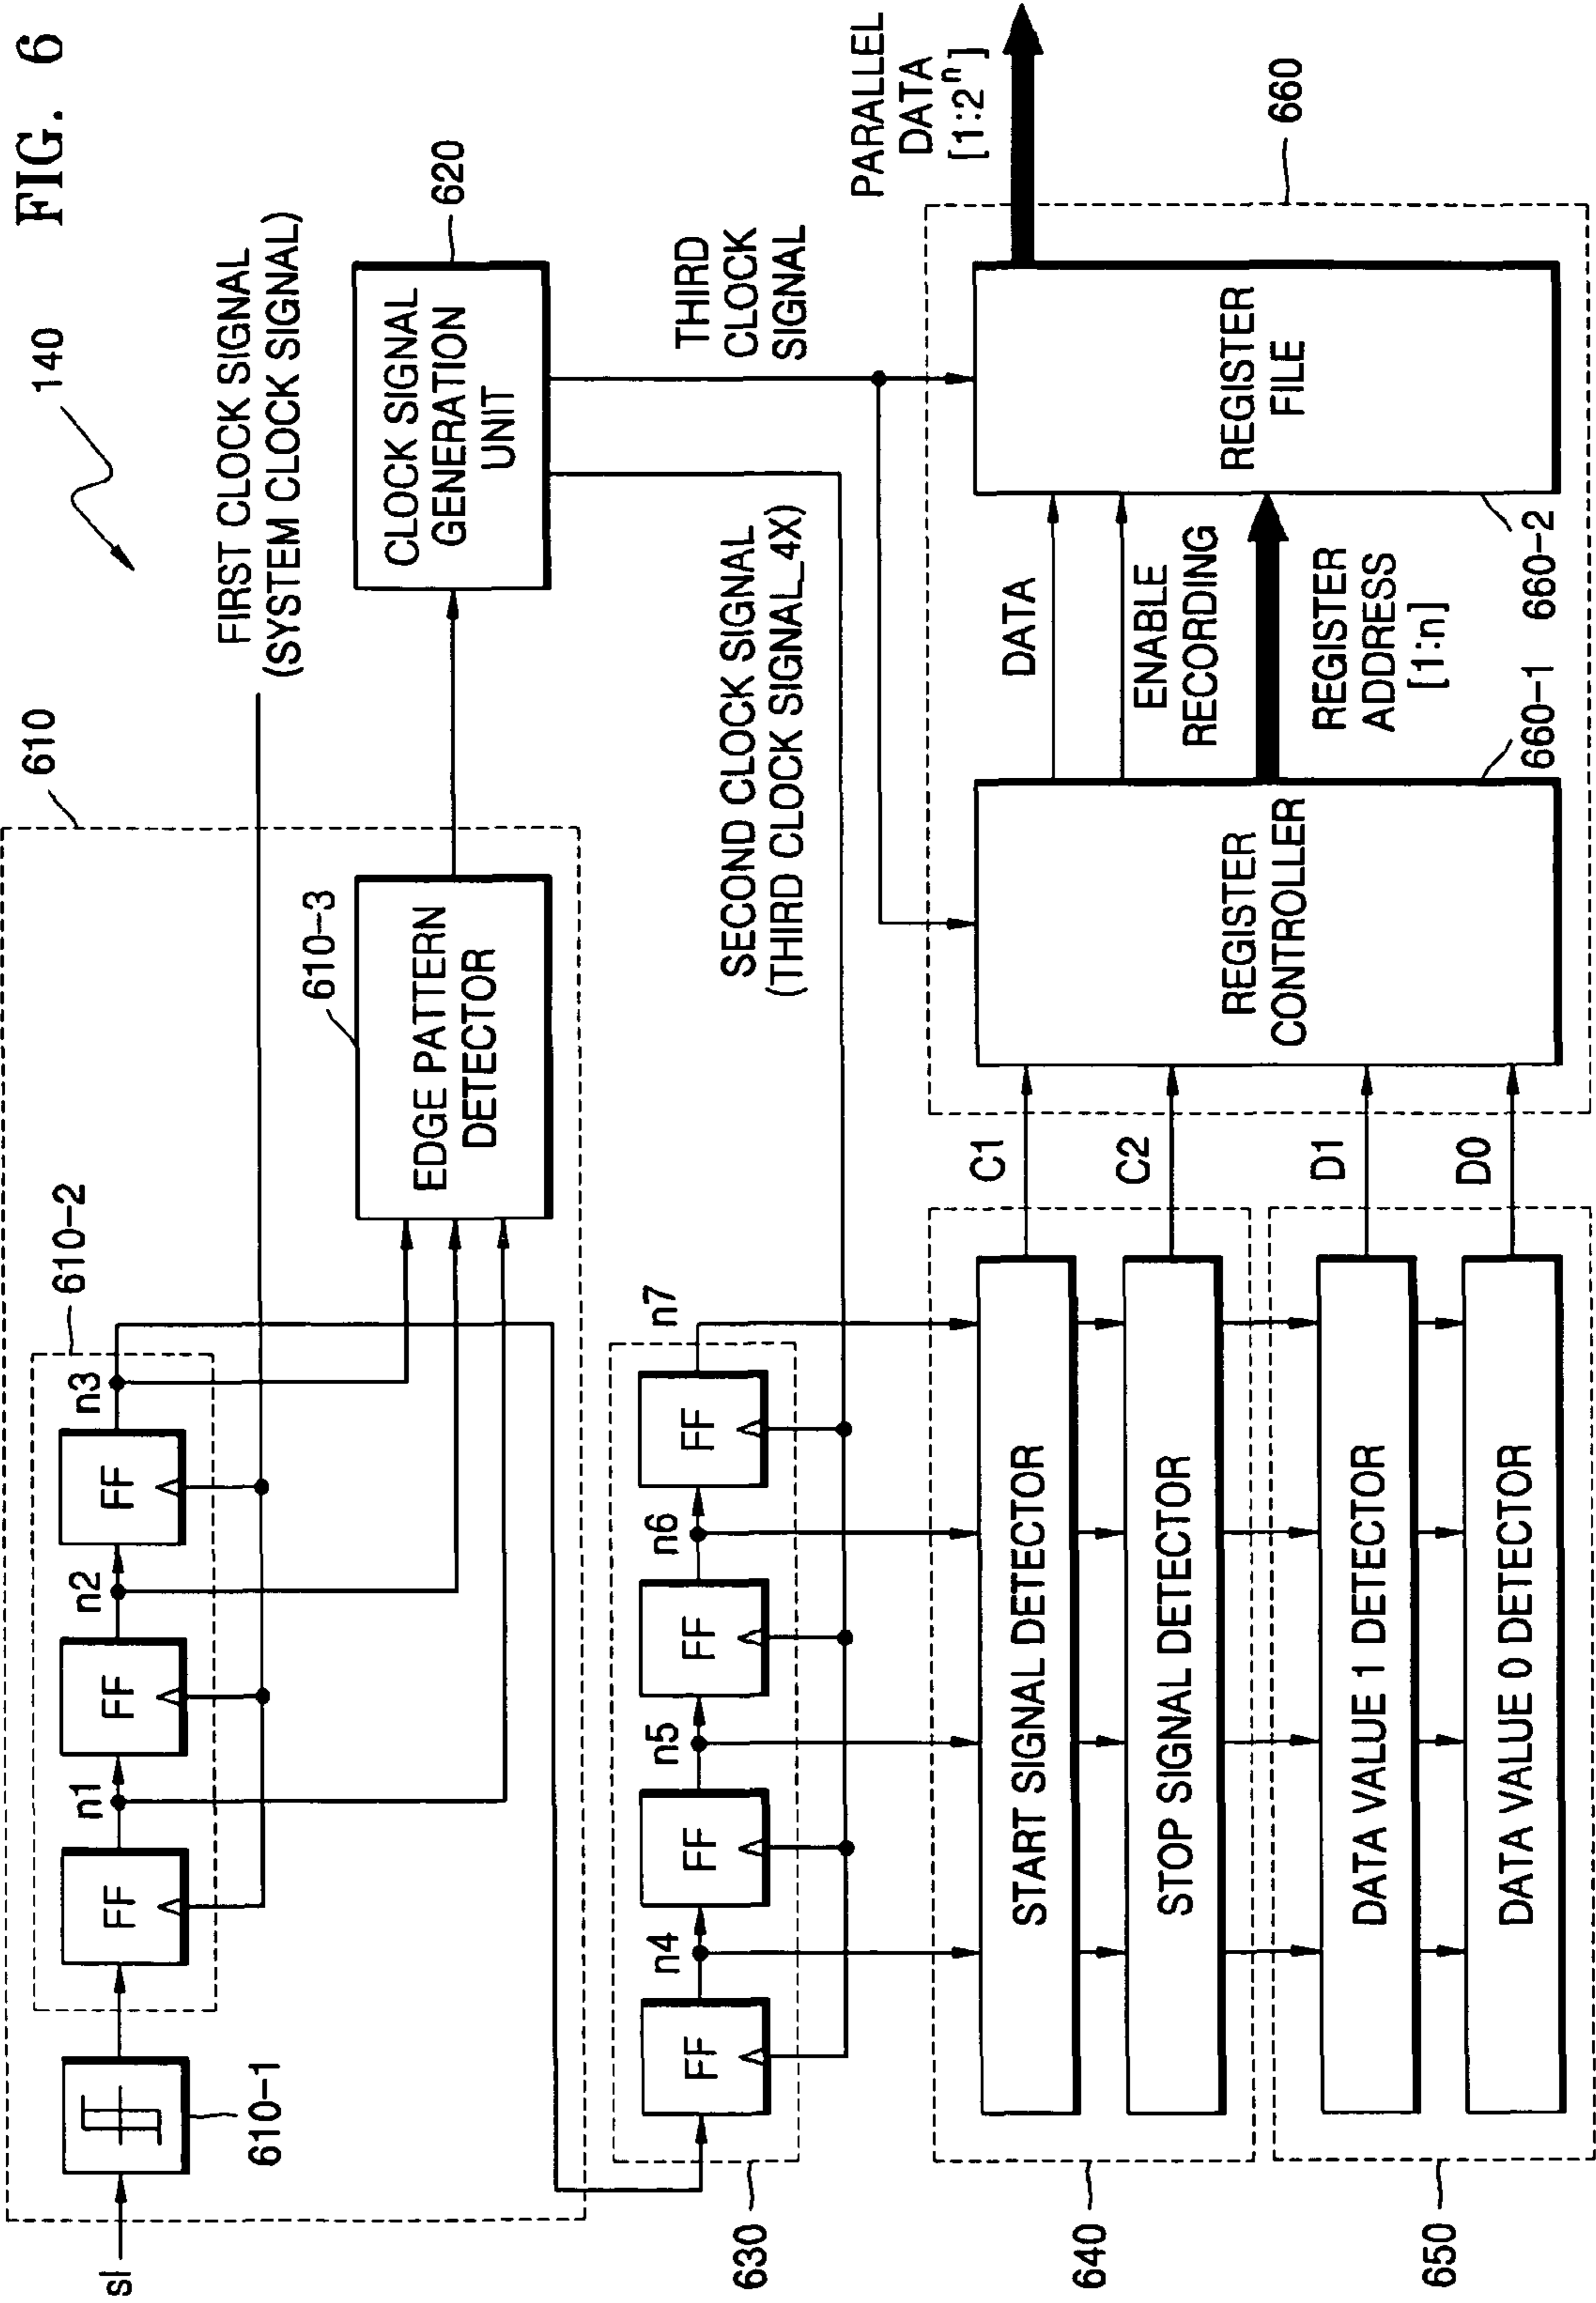 FIG. 6
140
610
FIRST CLOCK SIGNAL
(SYSTEM CLOCK SIGNAL)
610-2
sI
610-1
FF
n1
FF
n2
FF
n3
610-3
EDGE PATTERN
DETECTOR
CLOCK SIGNAL
GENERATION
UNIT
620
630
FF
n4
FF
n5
FF
n6
FF
n7
SECOND CLOCK SIGNAL
(THIRD CLOCK SIGNAL_4X)
THIRD
CLOCK
SIGNAL
640
START SIGNAL DETECTOR
STOP SIGNAL DETECTOR
650
DATA VALUE 1 DETECTOR
DATA VALUE 0 DETECTOR
C1
C2
D1
D0
REGISTER
CONTROLLER
660-1
DATA
ENABLE
RECORDING
REGISTER
ADDRESS
[1:n]
REGISTER
FILE
660-2
660
PARALLEL
DATA
[1:2ⁿ]